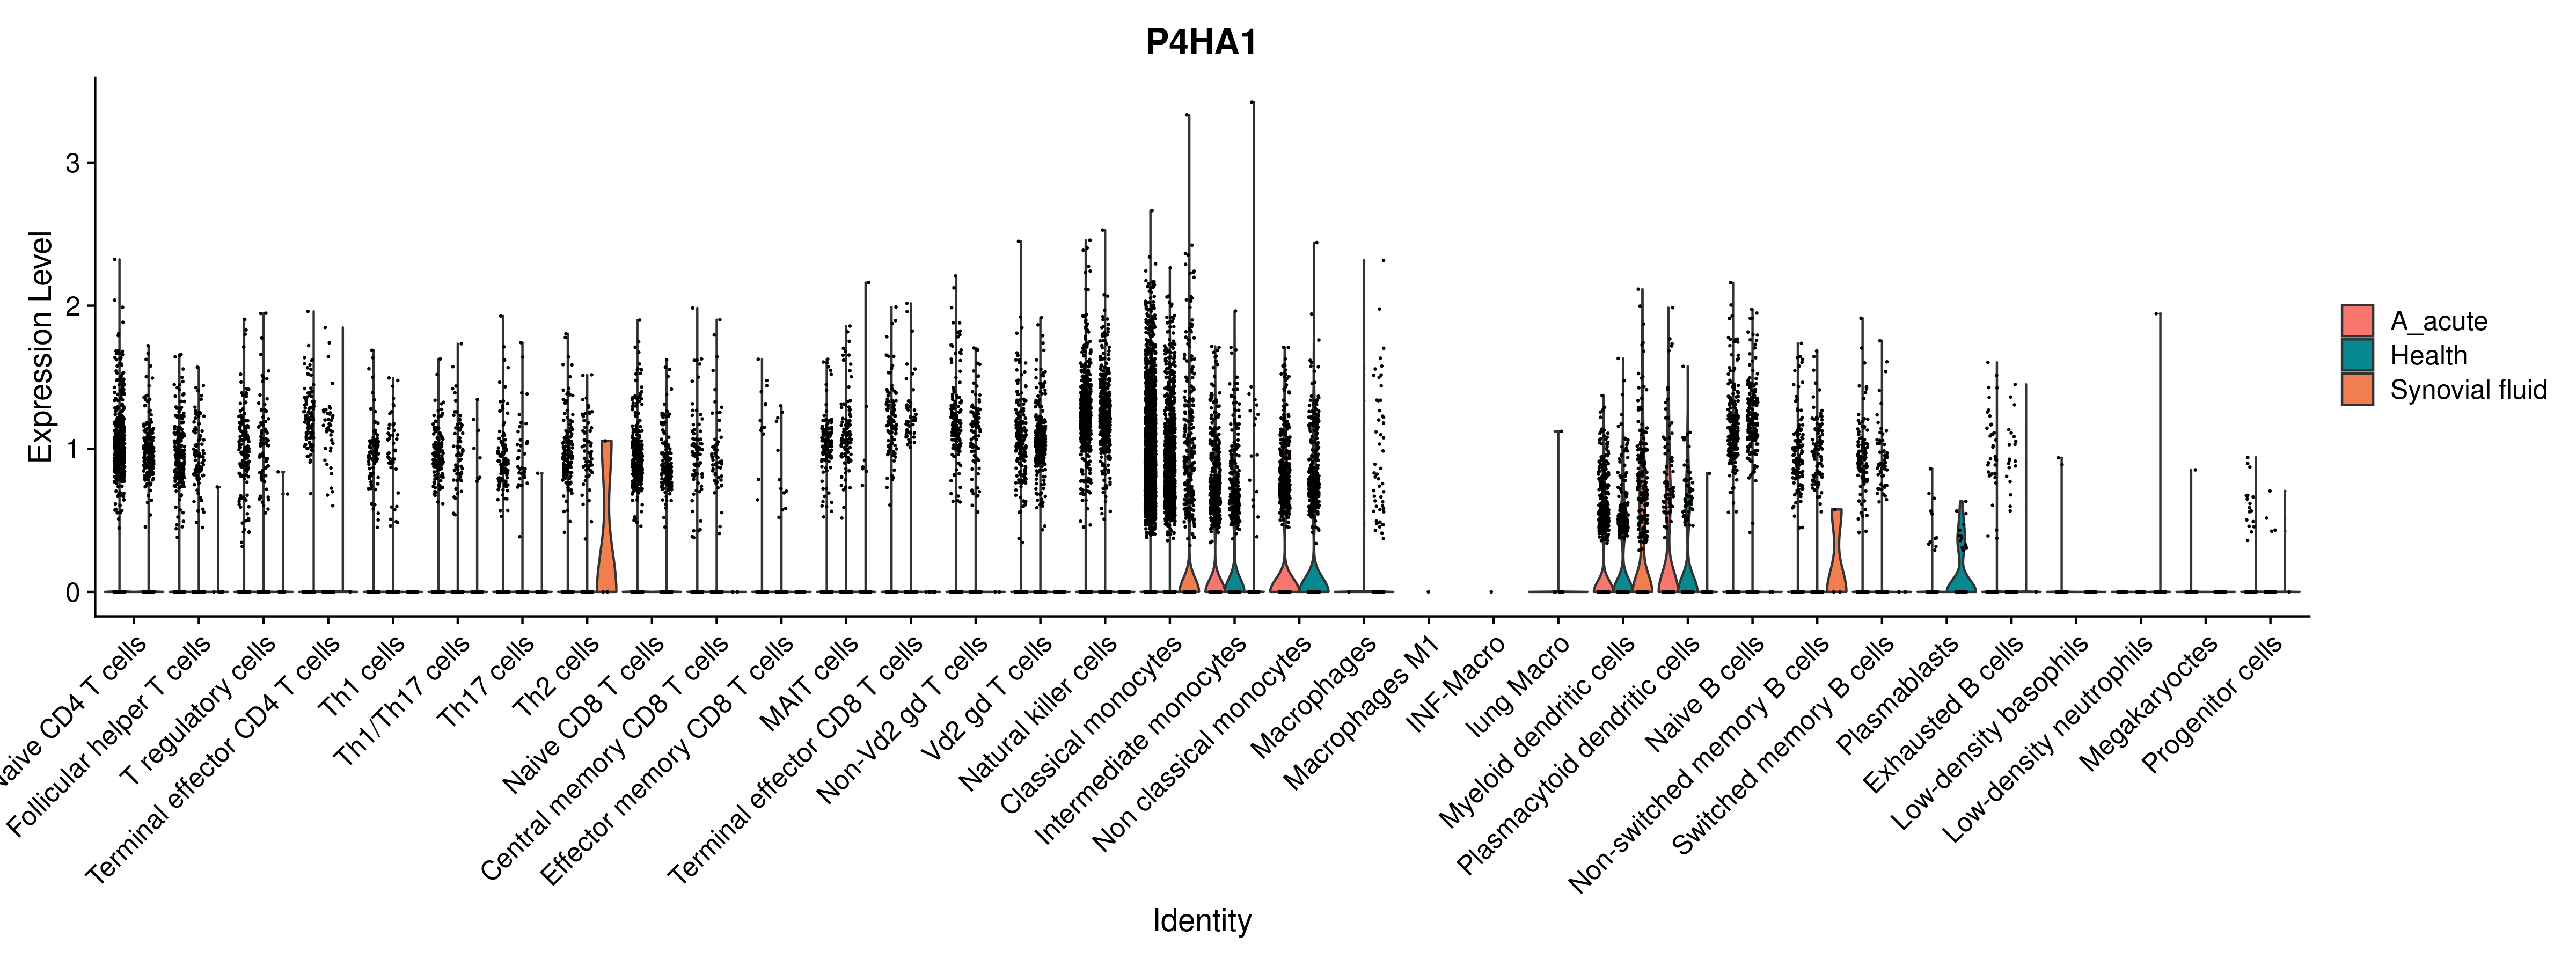 P4HA1
Expression Level
3
2
1
0
Naive CD4 T cells
Follicular helper T cells
T regulatory cells
Terminal effector CD4 T cells
Th1 cells
Th1/Th17 cells
Th17 cells
Th2 cells
Naive CD8 T cells
Central memory CD8 T cells
Effector memory CD8 T cells
MAIT cells
Terminal effector CD8 T cells
Non-Vd2 gd T cells
Vd2 gd T cells
Natural killer cells
Classical monocytes
Intermediate monocytes
Non classical monocytes
Macrophages
Macrophages M1
INF-Macro
lung Macro
Myeloid dendritic cells
Plasmacytoid dendritic cells
Naive B cells
Non-switched memory B cells
Switched memory B cells
Plasmablasts
Exhausted B cells
Low-density basophils
Low-density neutrophils
Megakaryoctes
Progenitor cells
Identity
A_acute
Health
Synovial fluid